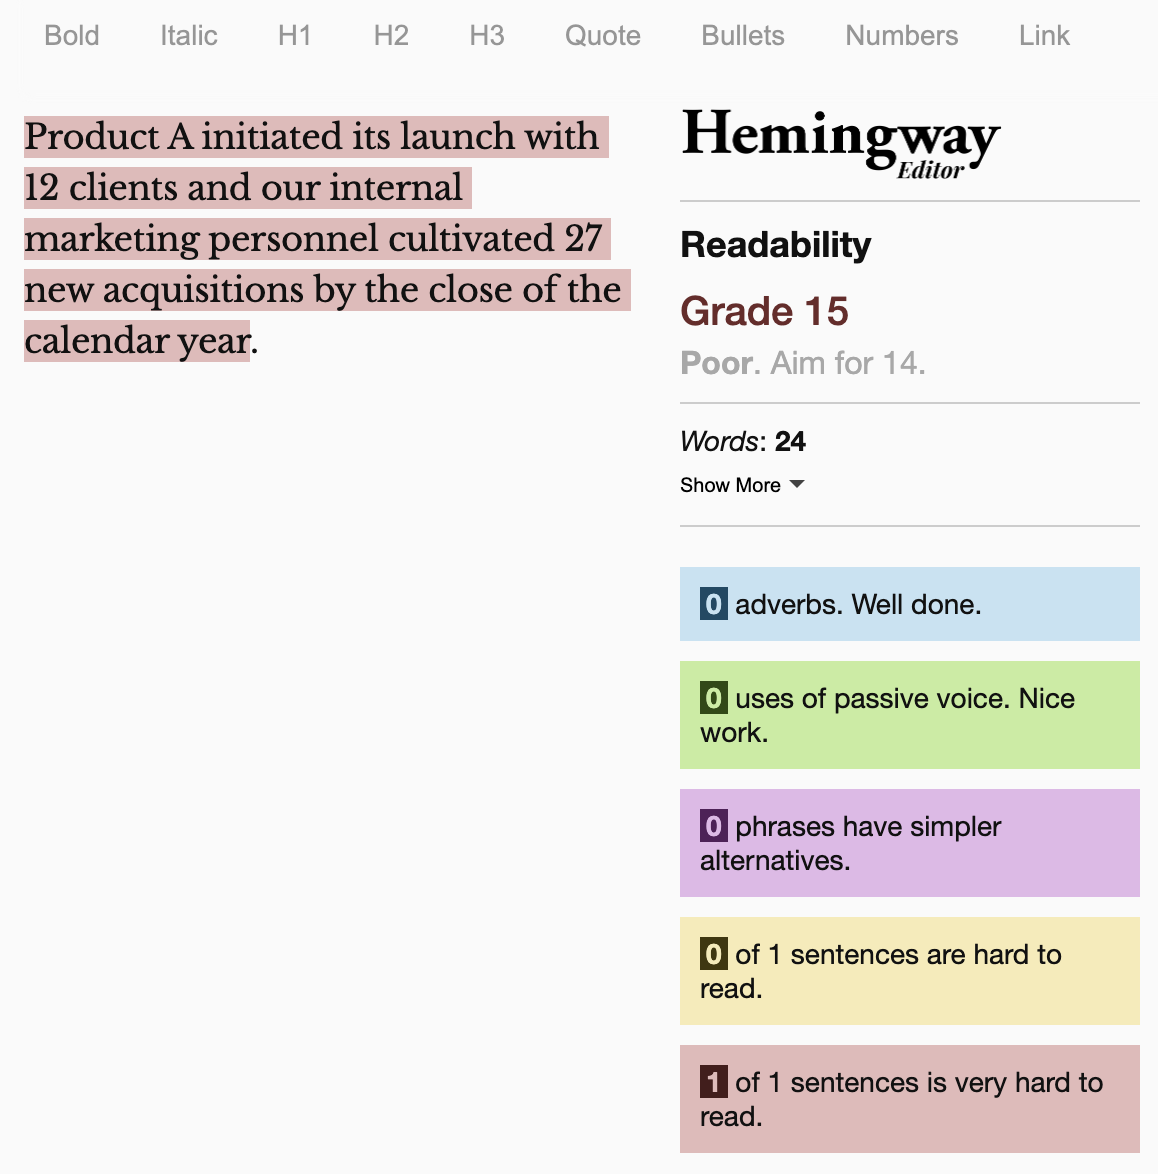 Bold Italic H1 H2 H3 Quote Bullets Numbers Link
Product A initiated its launch with
12 clients and our internal
marketing personnel cultivated 27
new acquisitions by the close of the
calendar year.
Hemingway
Editor
Readability
Grade 15
Poor. Aim for 14.
Words: 24
Show More
0 adverbs. Well done.
0 uses of passive voice. Nice
work.
0 phrases have simpler
alternatives.
0 of 1 sentences are hard to
read.
1 of 1 sentences is very hard to
read.